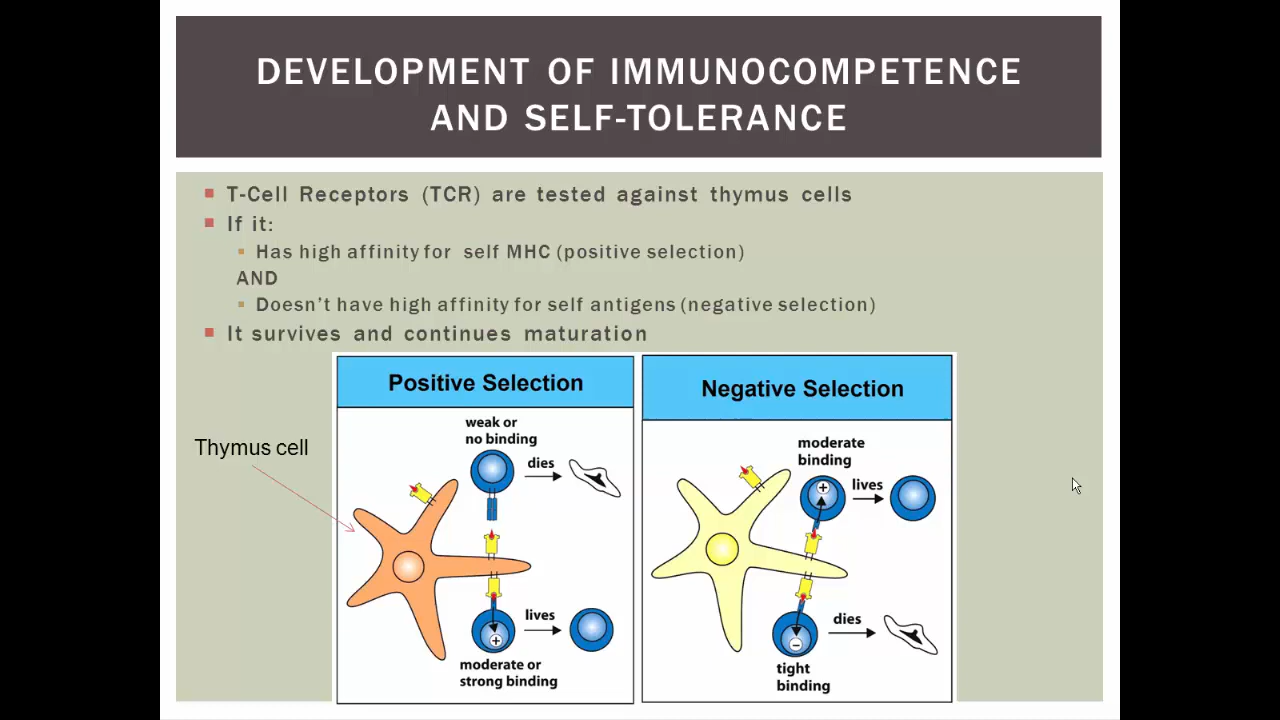 DEVELOPMENT OF IMMUNOCOMPETENCE
AND SELF-TOLERANCE
T-Cell Receptors (TCR) are tested against thymus cells
If it:
Has high affinity for self MHC (positive selection)
AND
Doesn't have high affinity for self antigens (negative selection)
It survives and continues maturation
Thymus cell
Positive Selection
weak or
no binding
dies
lives
+
moderate or
strong binding
Negative Selection
moderate
binding
+
lives
dies
−
tight
binding